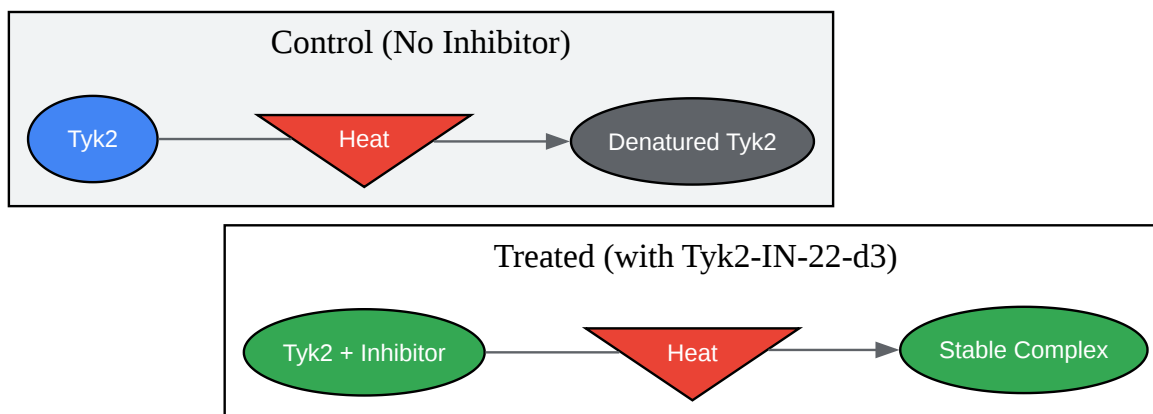 Control (No Inhibitor)
Tyk2
Heat
Denatured Tyk2
Treated (with Tyk2-IN-22-d3)
Tyk2 + Inhibitor
Heat
Stable Complex